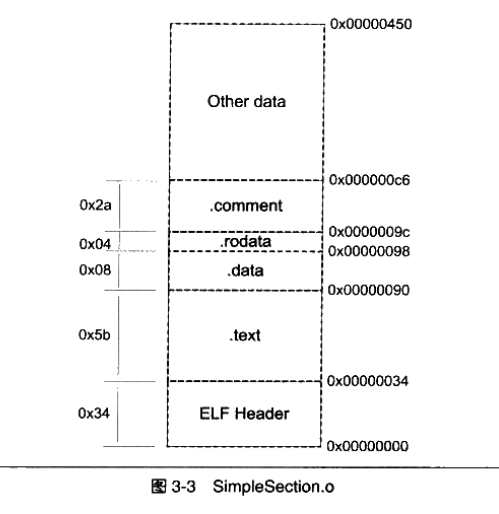 0x00000450
Other data
0x000000c6
0x2a .comment
0x0000009c
0x04 .rodata
0x00000098
0x08 .data
0x00000090
0x5b .text
0x00000034
0x34 ELF Header
0x00000000
图 3-3 SimpleSection.o